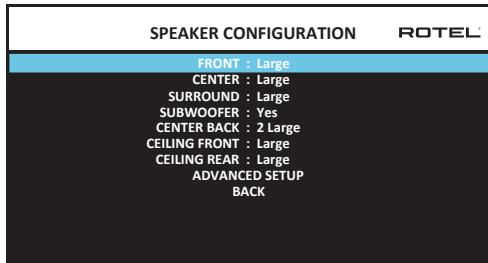 SPEAKER CONFIGURATION ROTEL
FRONT : Large
CENTER : Large
SURROUND : Large
SUBWOOFER : Yes
CENTER BACK : 2 Large
CEILING FRONT : Large
CEILING REAR : Large
ADVANCED SETUP
BACK